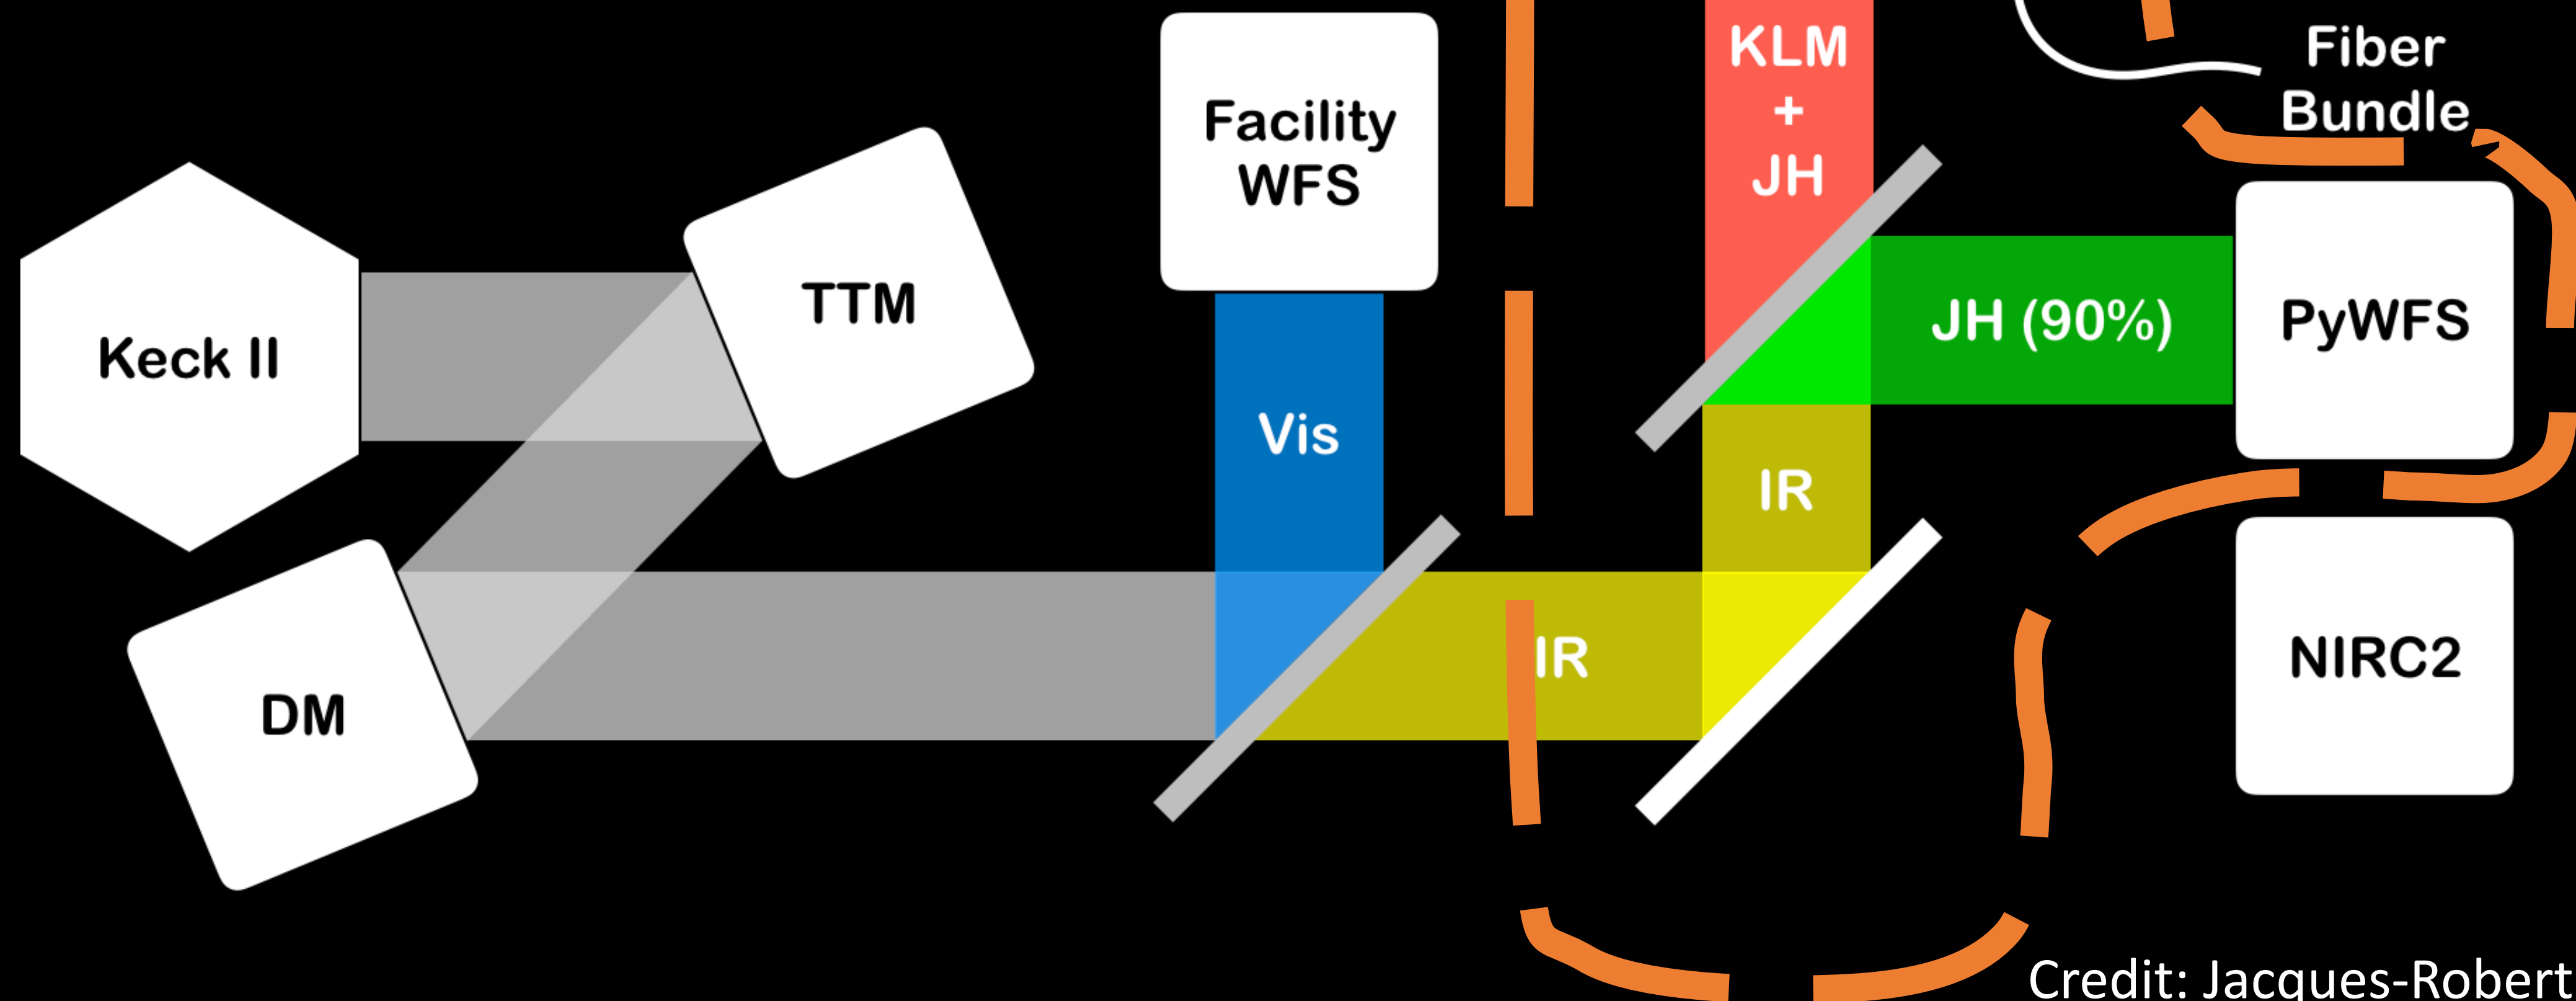 Keck II
TTM
DM
Facility
WFS
Vis
IR
IR
KLM
+
JH
JH (90%)
Fiber
Bundle
PyWFS
NIRC2
Credit: Jacques-Robert